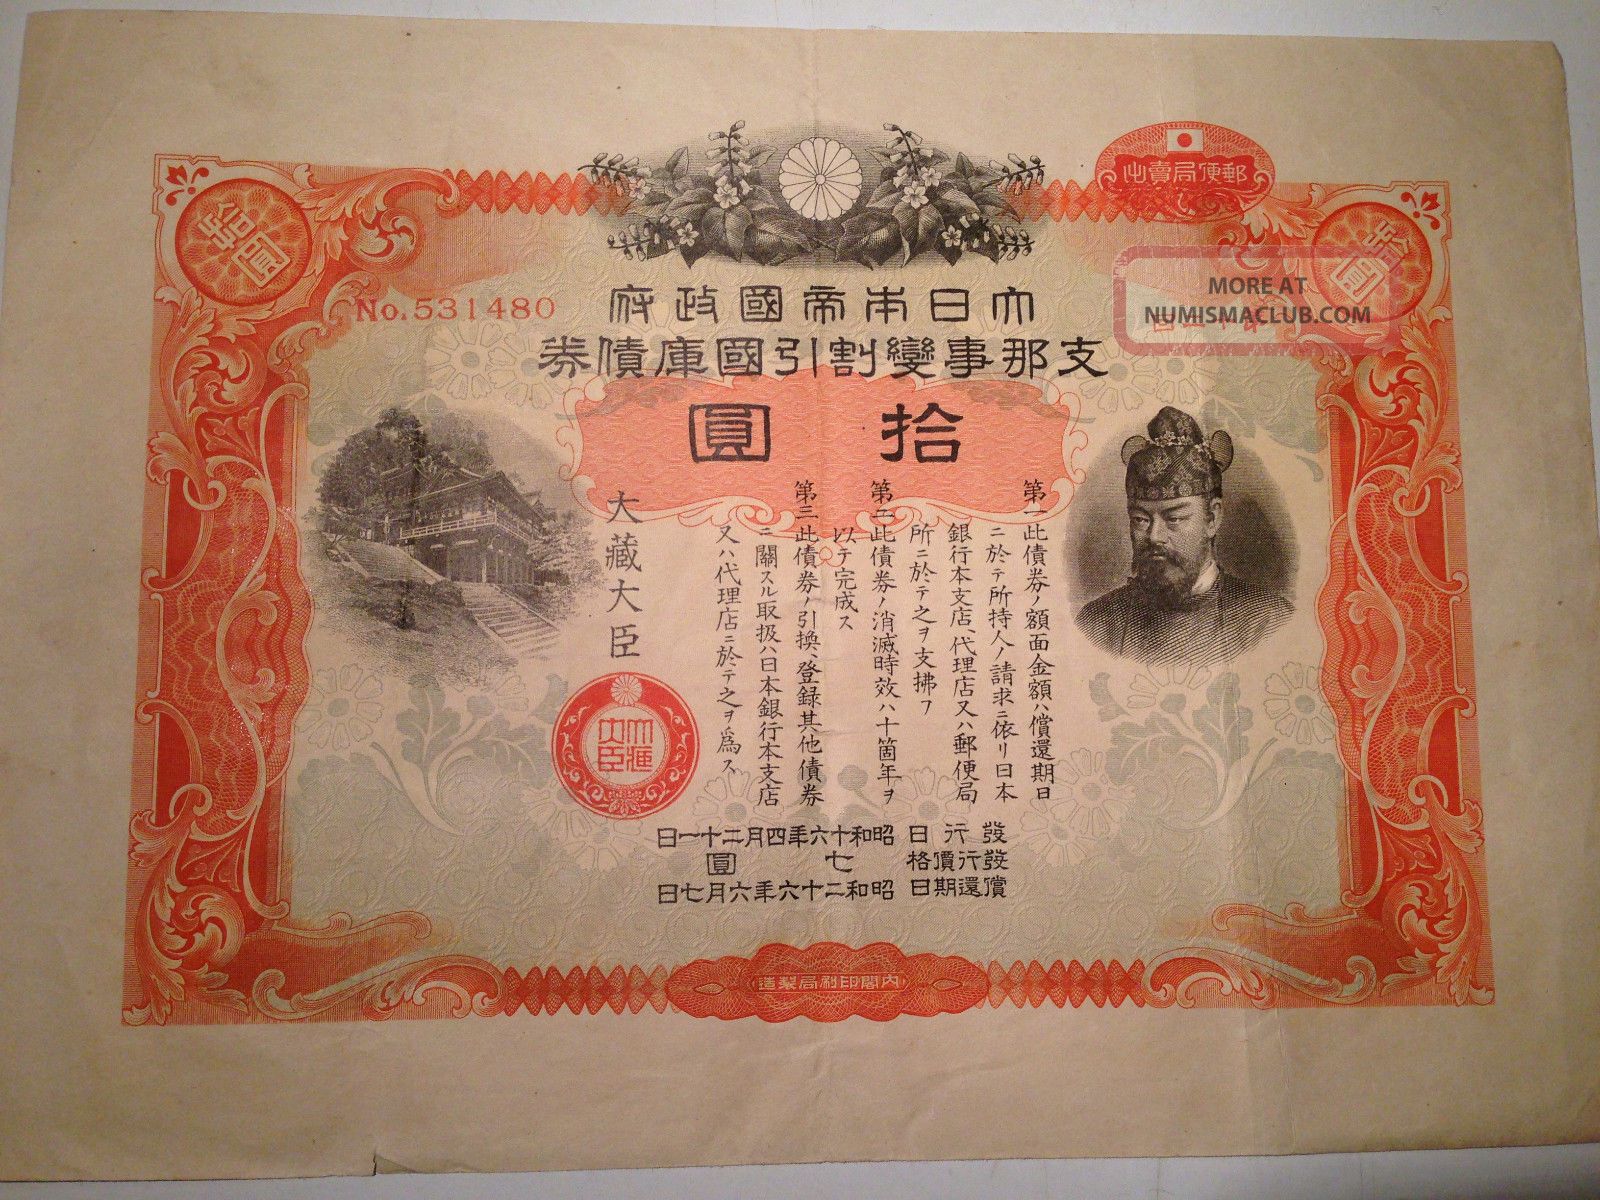 郵便局賣出
拾圓
拾圓
MORE AT
NUMISMACLUB.COM
No.531480
大日本帝國政府
支那事變割引國庫債券
拾圓
第一此債券ノ額面金額ハ償還期日
ニ於テ所持人ノ請求ニ依リ日本
銀行本支店、代理店又ハ郵便局
所ニ於テ之ヲ支拂フ
第二此債券ノ消滅時效ハ十箇年ヲ
以テ完成ス
第三此債券ノ引換、登録其他債券
ニ關スル取扱ハ日本銀行本支店
又ハ代理店ニ於テ之ヲ爲ス
大藏大臣
大藏大臣
發行日 昭和十六年四月二十一日
發行價格 七圓
償還期日 昭和二十六年六月七日
內閣印刷局製造